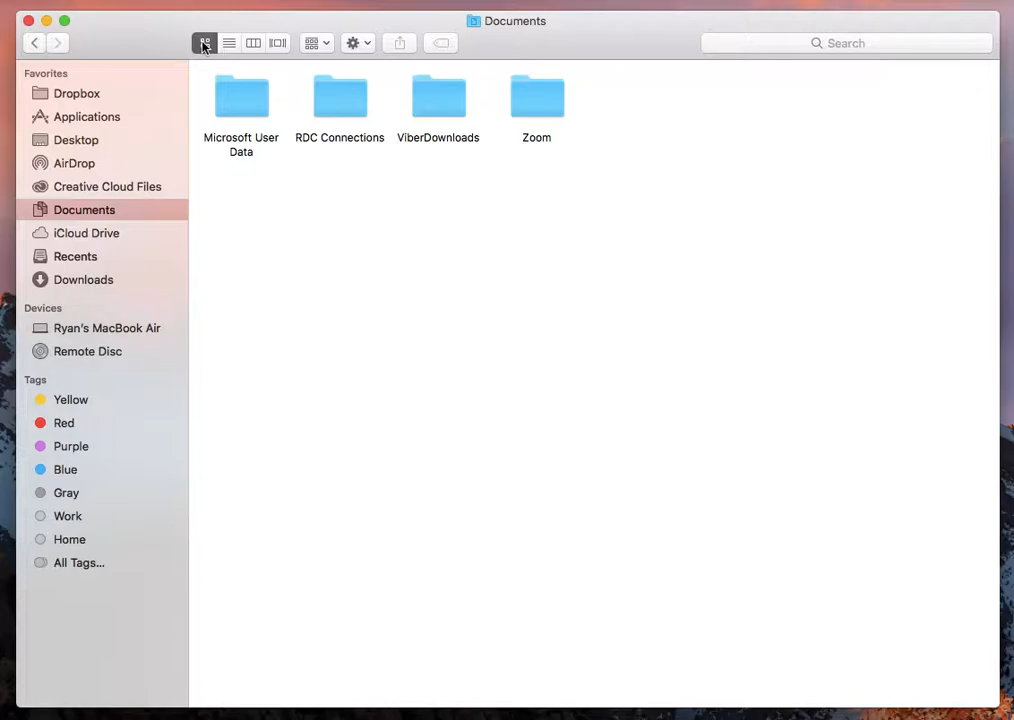 Documents
Search
Favorites
Dropbox
Applications
Desktop
AirDrop
Creative Cloud Files
Documents
iCloud Drive
Recents
Downloads
Devices
Ryan's MacBook Air
Remote Disc
Tags
Yellow
Red
Purple
Blue
Gray
Work
Home
All Tags...
Microsoft User
Data
RDC Connections
ViberDownloads
Zoom